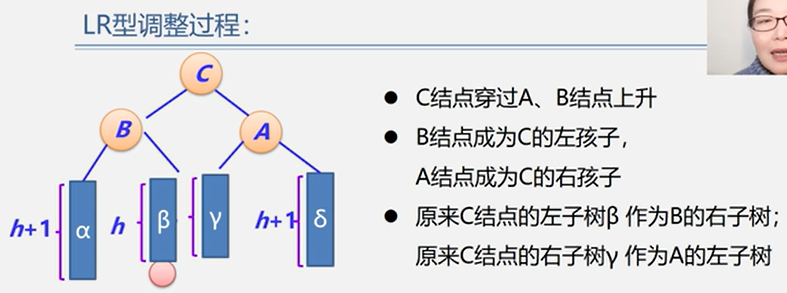 LR型调整过程：
C
B
A
h+1
α
h
β
γ
h+1
δ
● C结点穿过A、B结点上升
● B结点成为C的左孩子，
A结点成为C的右孩子
● 原来C结点的左子树β 作为B的右子树；
原来C结点的右子树γ 作为A的左子树